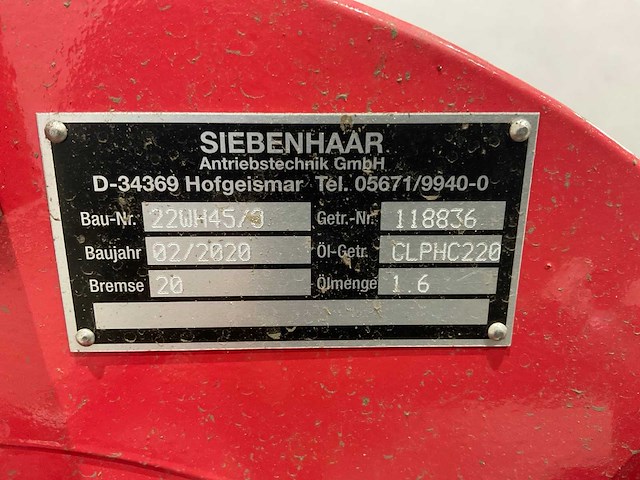 SIEBENHAAR
Antriebstechnik GmbH
D-34369 Hofgeismar Tel. 05671/9940-0
Bau-Nr. 22WH45/3 Getr.-Nr. 118836
Baujahr 02/2020 Öl-Getr. CLPHC220
Bremse 20 Ölmenge 1.6